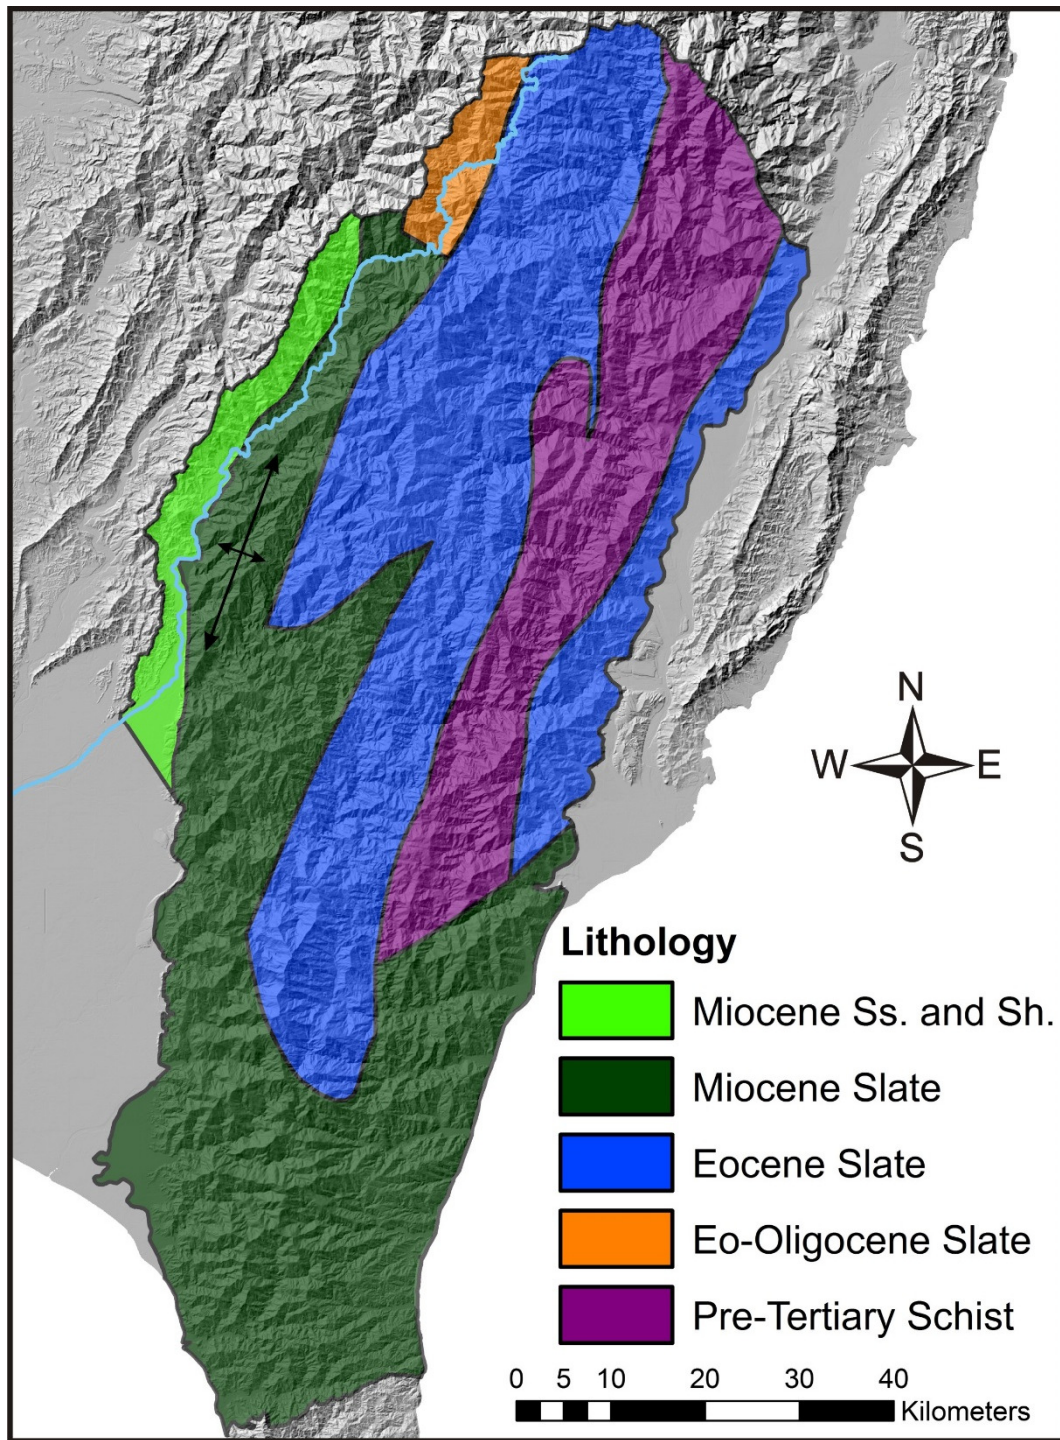 N
W E
S
Lithology
Miocene Ss. and Sh.
Miocene Slate
Eocene Slate
Eo-Oligocene Slate
Pre-Tertiary Schist
0 5 10 20 30 40
Kilometers